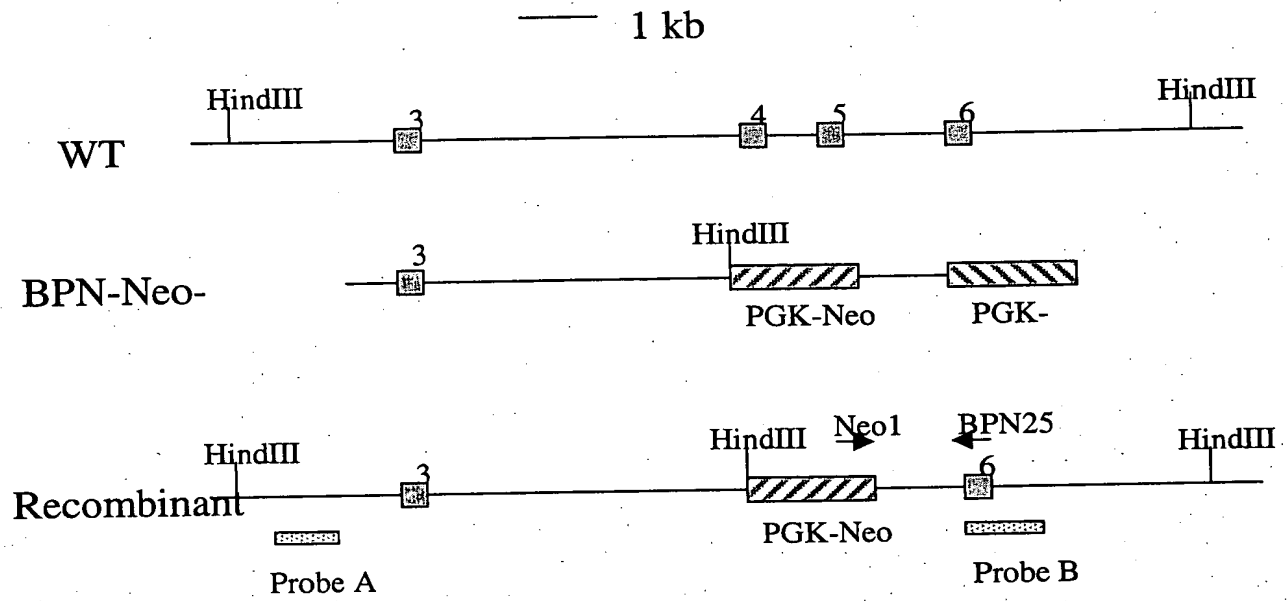 1 kb
HindIII
HindIII
3
4
5
6
WT
HindIII
3
BPN-Neo-
PGK-Neo
PGK-
Neo1
BPN25
HindIII
HindIII
HindIII
3
6
Recombinant
PGK-Neo
Probe A
Probe B